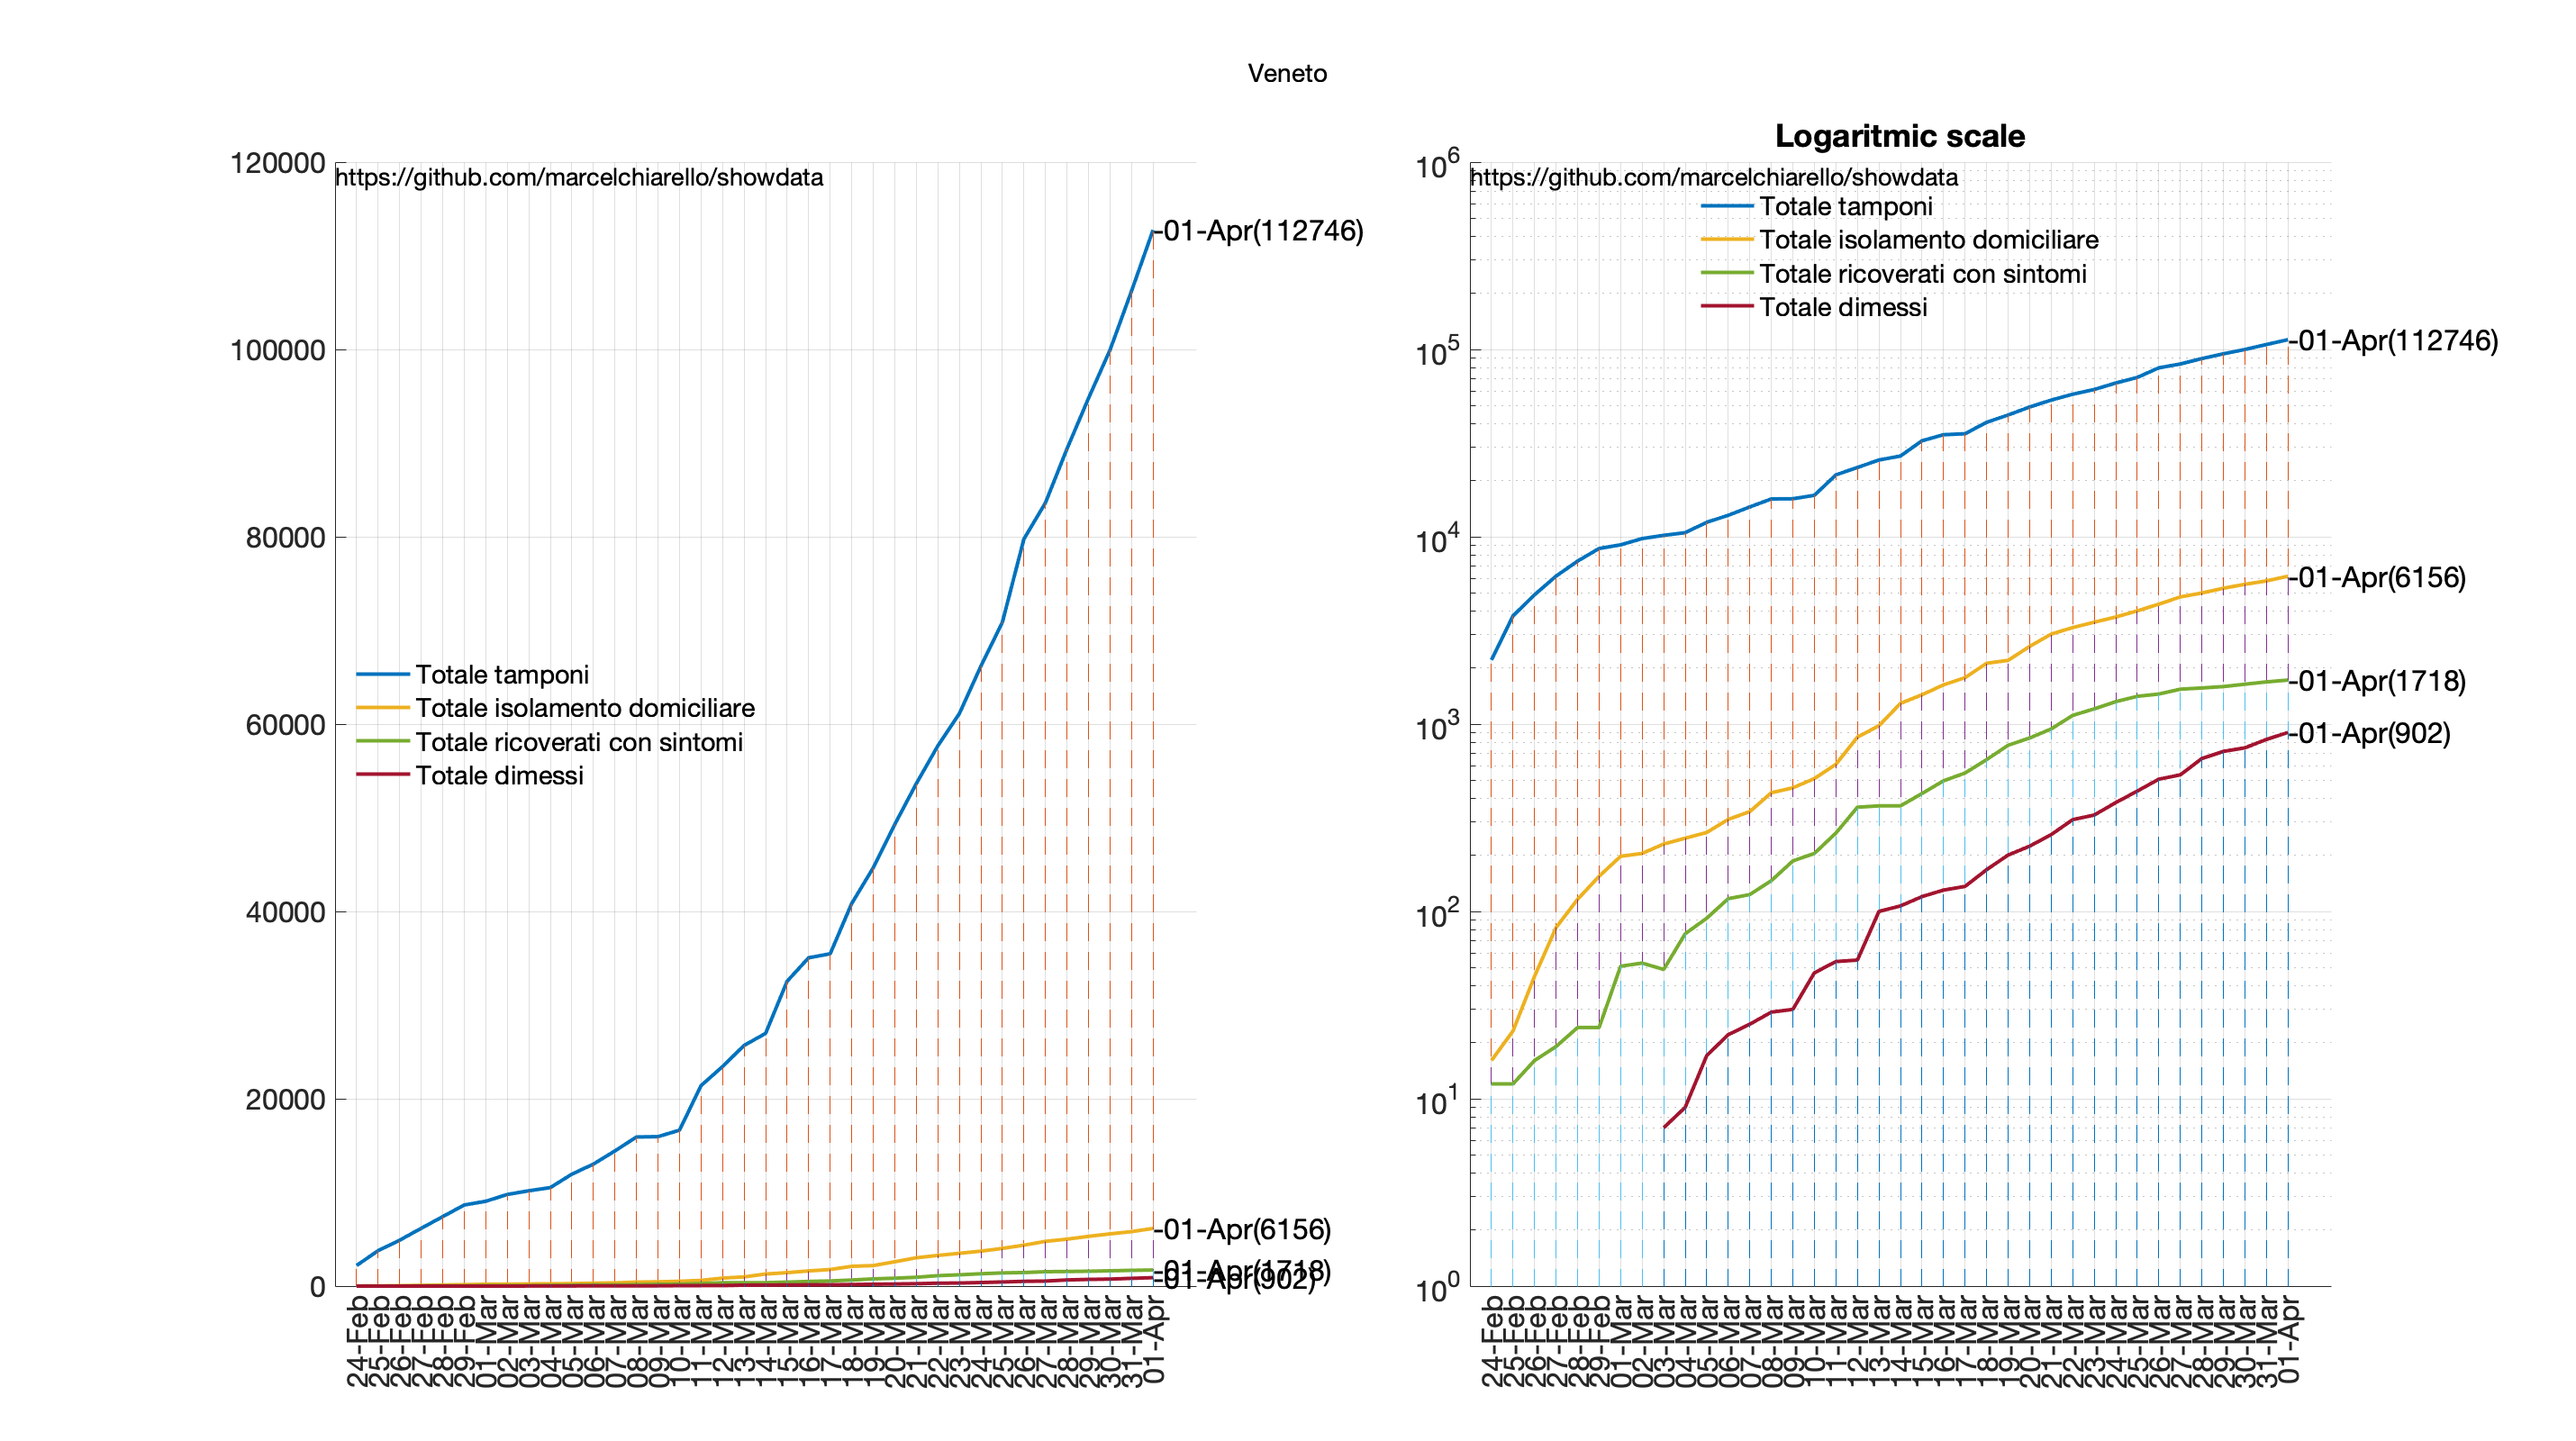 Veneto
120000
100000
80000
60000
40000
20000
0
https://github.com/marcelchiarello/showdata
-01-Apr(112746)
Totale tamponi
Totale isolamento domiciliare
Totale ricoverati con sintomi
Totale dimessi
-01-Apr(6156)
-01-Apr(1718)
-01-Apr(902)
24-Feb
25-Feb
26-Feb
27-Feb
28-Feb
29-Feb
01-Mar
02-Mar
03-Mar
04-Mar
05-Mar
06-Mar
07-Mar
08-Mar
09-Mar
10-Mar
11-Mar
12-Mar
13-Mar
14-Mar
15-Mar
16-Mar
17-Mar
18-Mar
19-Mar
20-Mar
21-Mar
22-Mar
23-Mar
24-Mar
25-Mar
26-Mar
27-Mar
28-Mar
29-Mar
30-Mar
31-Mar
01-Apr
Logaritmic scale
10^6
10^5
10^4
10^3
10^2
10^1
10^0
https://github.com/marcelchiarello/showdata
Totale tamponi
Totale isolamento domiciliare
Totale ricoverati con sintomi
Totale dimessi
-01-Apr(112746)
-01-Apr(6156)
-01-Apr(1718)
-01-Apr(902)
24-Feb
25-Feb
26-Feb
27-Feb
28-Feb
29-Feb
01-Mar
02-Mar
03-Mar
04-Mar
05-Mar
06-Mar
07-Mar
08-Mar
09-Mar
10-Mar
11-Mar
12-Mar
13-Mar
14-Mar
15-Mar
16-Mar
17-Mar
18-Mar
19-Mar
20-Mar
21-Mar
22-Mar
23-Mar
24-Mar
25-Mar
26-Mar
27-Mar
28-Mar
29-Mar
30-Mar
31-Mar
01-Apr